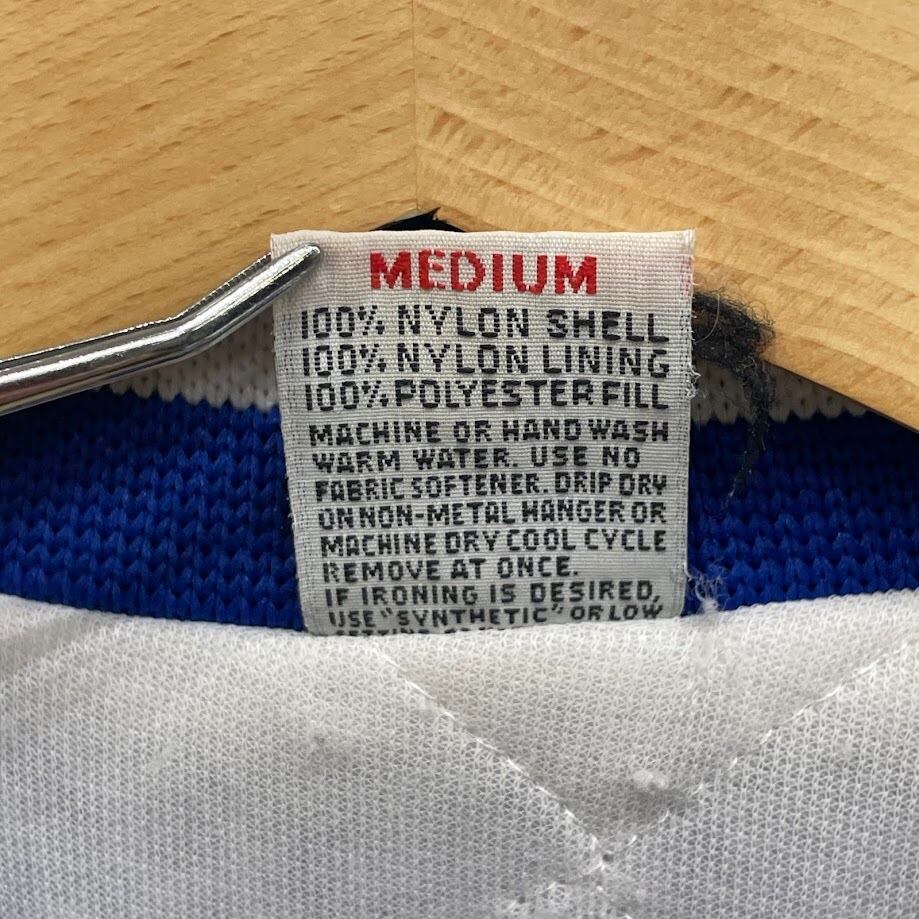 MEDIUM
100% NYLON SHELL
100% NYLON LINING
100% POLYESTER FILL
MACHINE OR HAND WASH
WARM WATER. USE NO
FABRIC SOFTENER. DRIP DRY
ON NON-METAL HANGER OR
MACHINE DRY COOL CYCLE
REMOVE AT ONCE.
IF IRONING IS DESIRED,
USE "SYNTHETIC" OR LOW